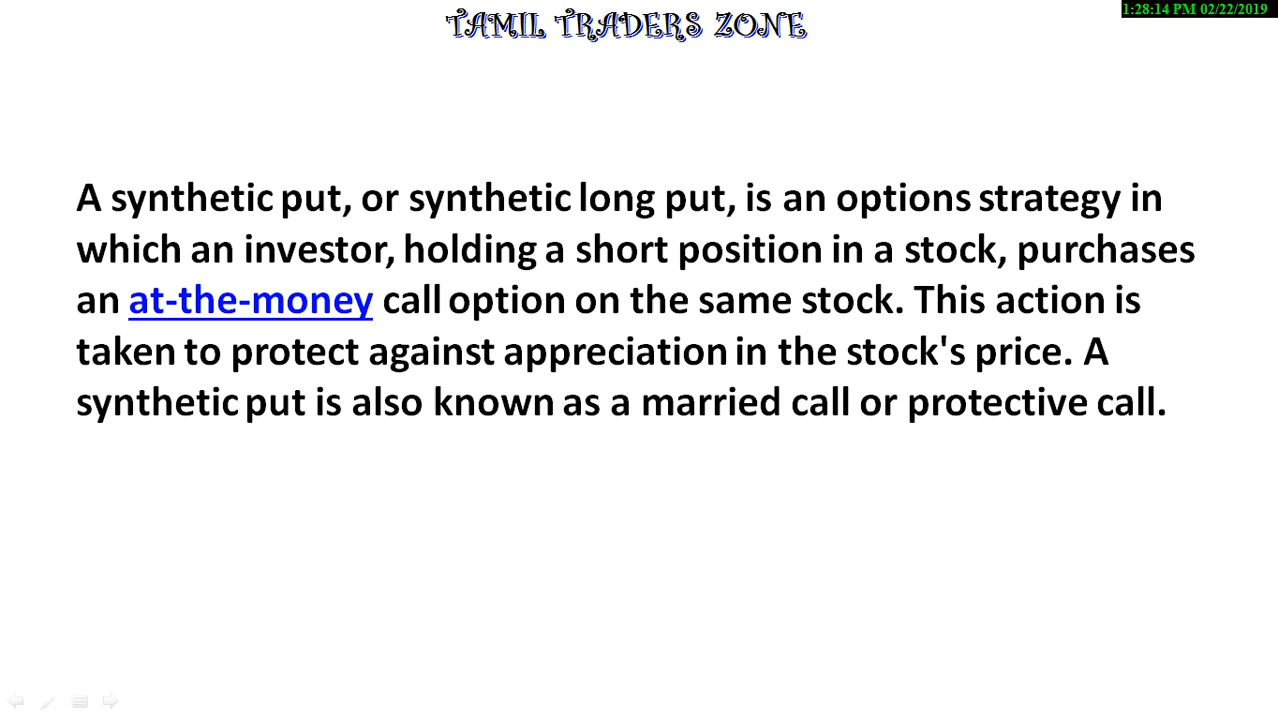 TAMIL TRADERS ZONE
1:28:14 PM 02/22/2019
A synthetic put, or synthetic long put, is an options strategy in
which an investor, holding a short position in a stock, purchases
an at-the-money call option on the same stock. This action is
taken to protect against appreciation in the stock's price. A
synthetic put is also known as a married call or protective call.